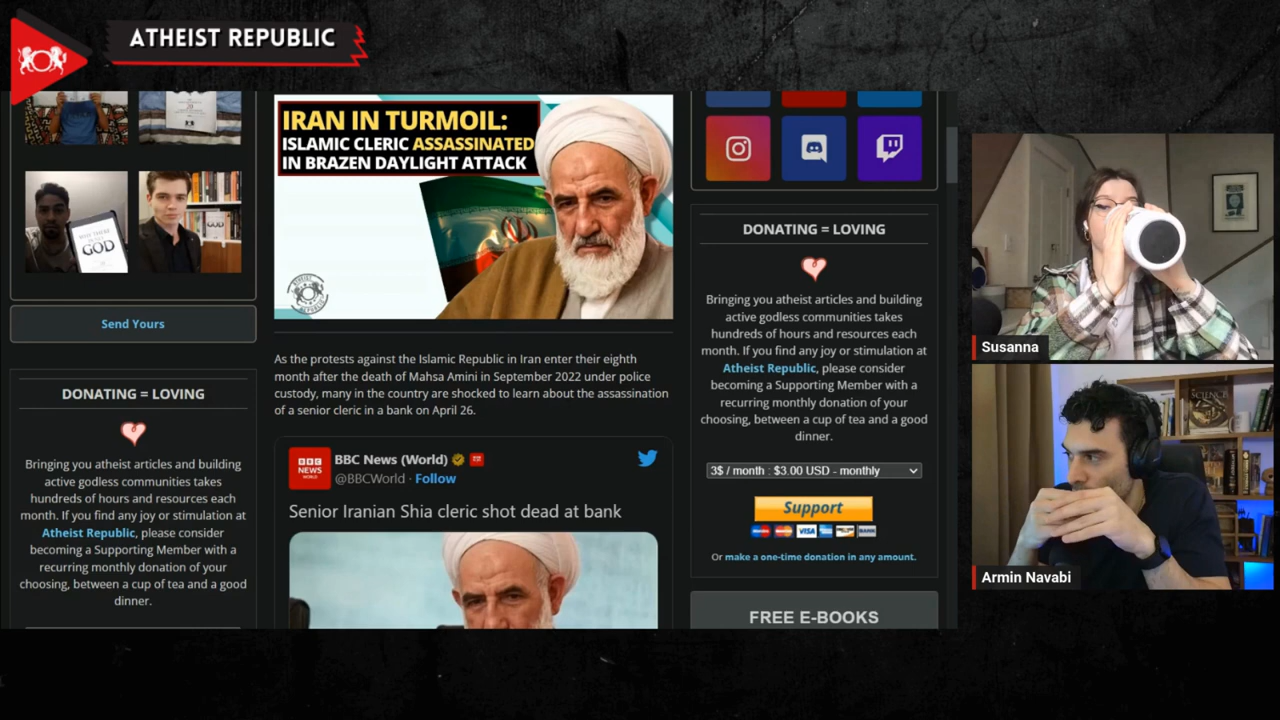 ATHEIST REPUBLIC
GOD
GOD
Send Yours
DONATING = LOVING
Bringing you atheist articles and building
active godless communities takes
hundreds of hours and resources each
month. If you find any joy or stimulation at
Atheist Republic, please consider
becoming a Supporting Member with a
recurring monthly donation of your
choosing, between a cup of tea and a good
dinner.
IRAN IN TURMOIL:
ISLAMIC CLERIC ASSASSINATED
IN BRAZEN DAYLIGHT ATTACK
As the protests against the Islamic Republic in Iran enter their eighth
month after the death of Mahsa Amini in September 2022 under police
custody, many in the country are shocked to learn about the assassination
of a senior cleric in a bank on April 26.
BBC
NEWS
WORLD
BBC News (World)
@BBCWorld · Follow
Senior Iranian Shia cleric shot dead at bank
DONATING = LOVING
Bringing you atheist articles and building
active godless communities takes
hundreds of hours and resources each
month. If you find any joy or stimulation at
Atheist Republic, please consider
becoming a Supporting Member with a
recurring monthly donation of your
choosing, between a cup of tea and a good
dinner.
3$ / month : $3.00 USD - monthly
Support
VISA
Or make a one-time donation in any amount.
FREE E-BOOKS
Susanna
SCIENCE
Armin Navabi